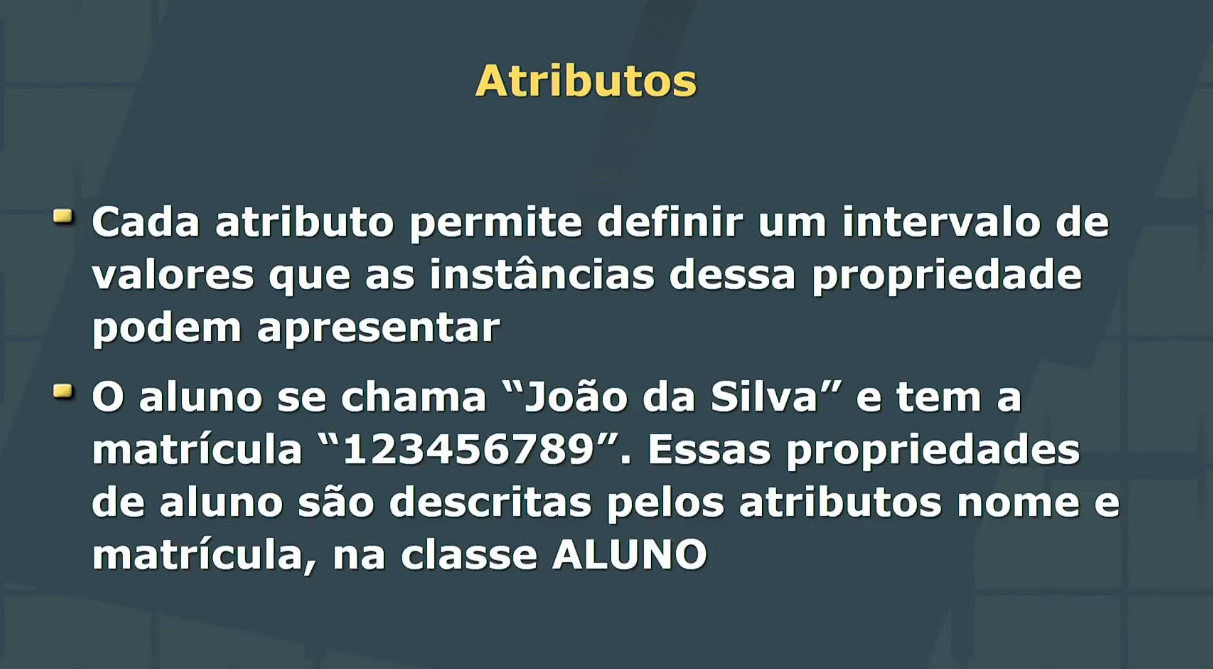 Atributos
Cada atributo permite definir um intervalo de
valores que as instâncias dessa propriedade
podem apresentar
O aluno se chama “João da Silva” e tem a
matrícula “123456789”. Essas propriedades
de aluno são descritas pelos atributos nome e
matrícula, na classe ALUNO